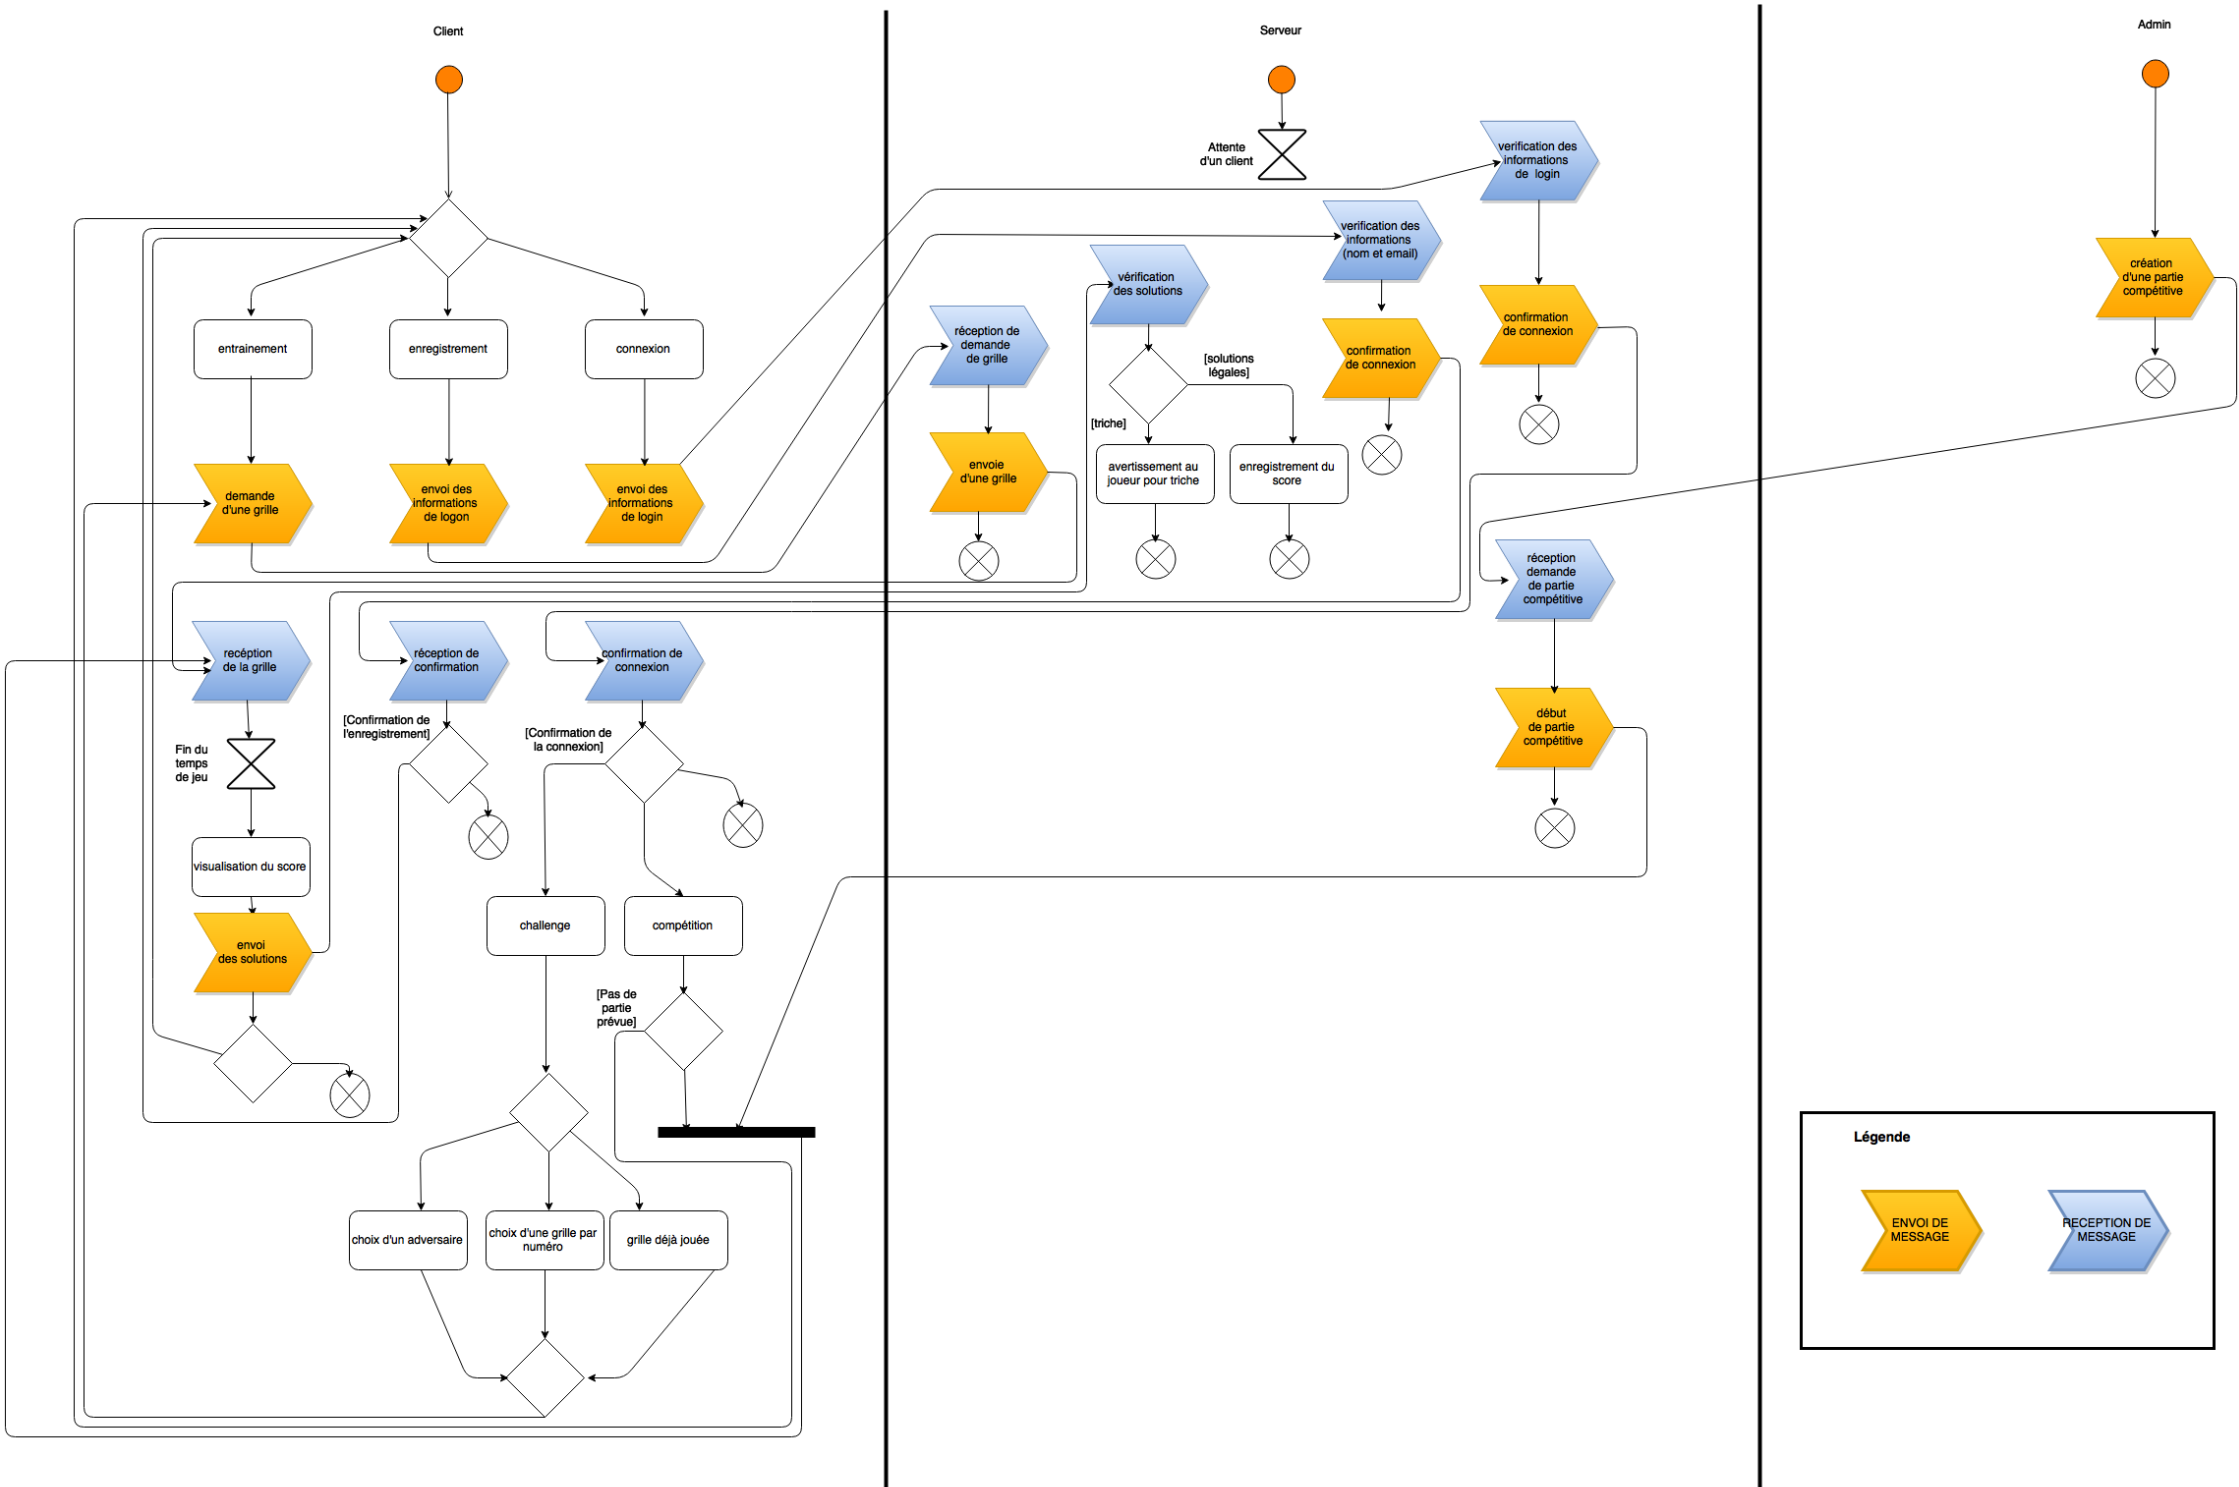 Client
Serveur
Admin
Attente
d'un client
verification des
informations
de login
verification des
informations
(nom et email)
vérification
des solutions
création
d'une partie
compétitive
réception de
demande
de grille
confirmation
de connexion
confirmation
de connexion
entrainement
enregistrement
connexion
[solutions
légales]
[triche]
avertissement au
joueur pour triche
enregistrement du
score
envoie
d'une grille
demande
d'une grille
envoi des
informations
de logon
envoi des
informations
de login
réception
demande
de partie
compétitive
recéption
de la grille
réception de
confirmation
confirmation de
connexion
[Confirmation de
l'enregistrement]
[Confirmation de
la connexion]
début
de partie
compétitive
Fin du
temps
de jeu
visualisation du score
envoi
des solutions
challenge
compétition
[Pas de
partie
prévue]
choix d'un adversaire
choix d'une grille par
numéro
grille déjà jouée
Légende
ENVOI DE
MESSAGE
RECEPTION DE
MESSAGE